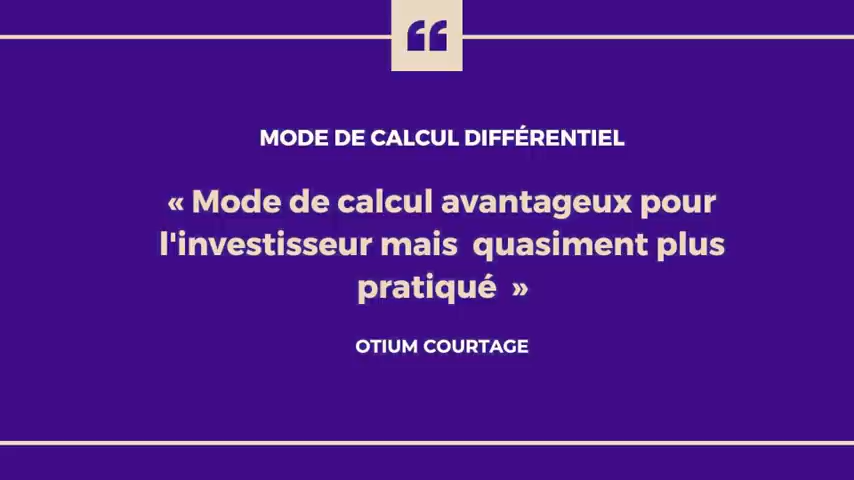 “
MODE DE CALCUL DIFFÉRENTIEL
« Mode de calcul avantageux pour
l'investisseur mais  quasiment plus
pratiqué  »
OTIUM COURTAGE